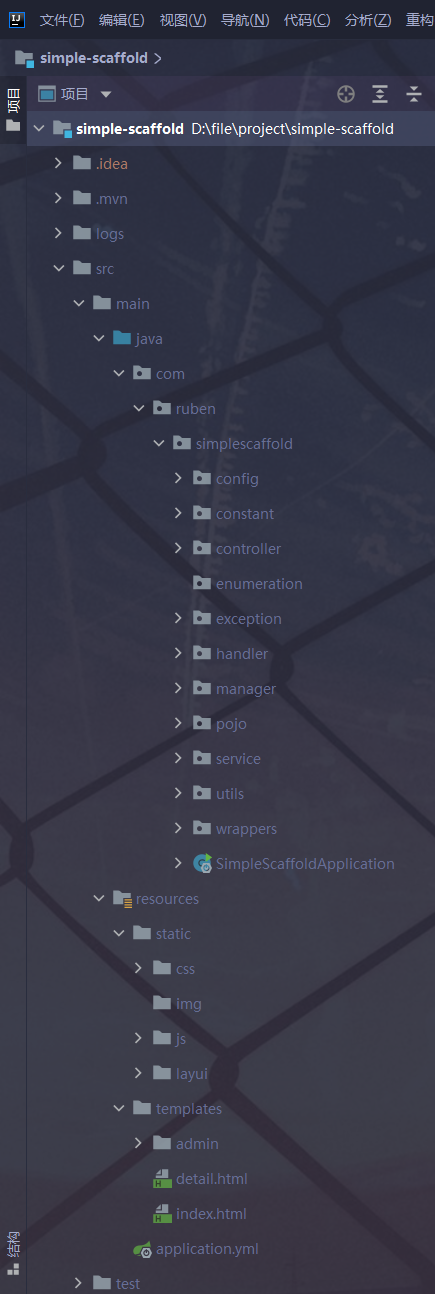 IJ 文件(F) 编辑(E) 视图(V) 导航(N) 代码(C) 分析(Z) 重构
simple-scaffold
项目
项目
simple-scaffold D:\file\project\simple-scaffold
.idea
.mvn
logs
src
main
java
com
ruben
simplescaffold
config
constant
controller
enumeration
exception
handler
manager
pojo
service
utils
wrappers
SimpleScaffoldApplication
resources
static
css
img
js
layui
templates
admin
detail.html
index.html
结构
application.yml
test